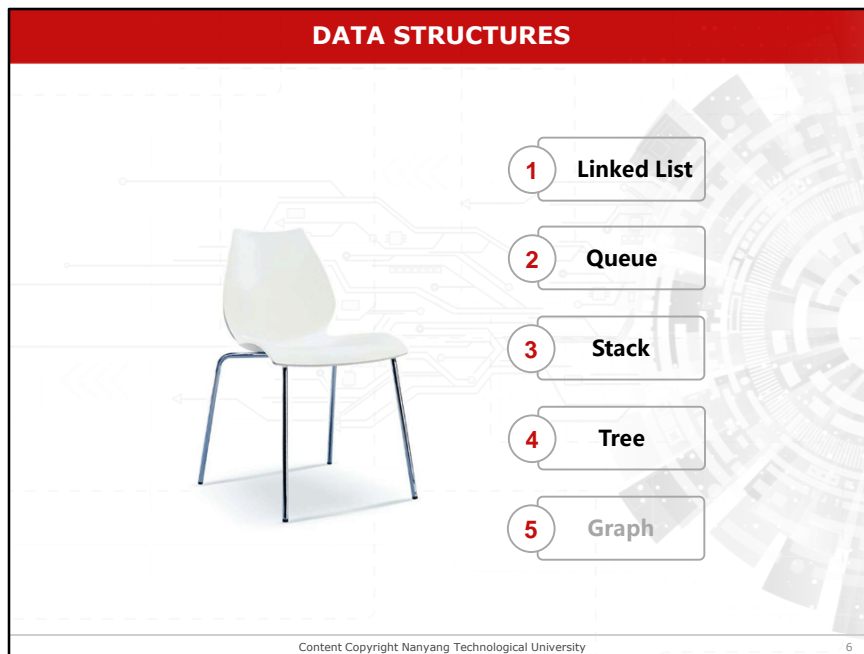 DATA STRUCTURES
1 Linked List
2 Queue
3 Stack
4 Tree
5 Graph
Content Copyright Nanyang Technological University 6